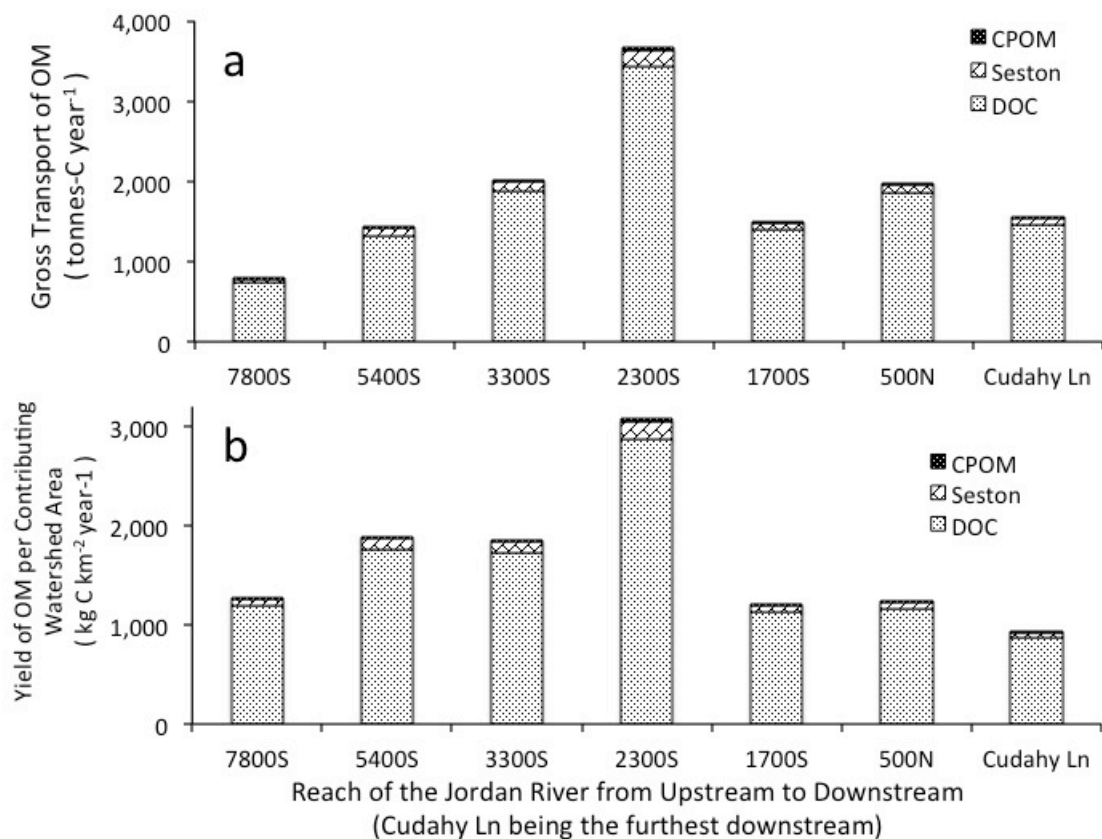 a
Gross Transport of OM
( tonnes-C year-1 )
4,000
3,000
2,000
1,000
0
CPOM
Seston
DOC
7800S 5400S 3300S 2300S 1700S 500N Cudahy Ln
b
Yield of OM per Contributing
Watershed Area
( kg C km-2 year-1 )
3,000
2,000
1,000
0
CPOM
Seston
DOC
7800S 5400S 3300S 2300S 1700S 500N Cudahy Ln
Reach of the Jordan River from Upstream to Downstream
(Cudahy Ln being the furthest downstream)